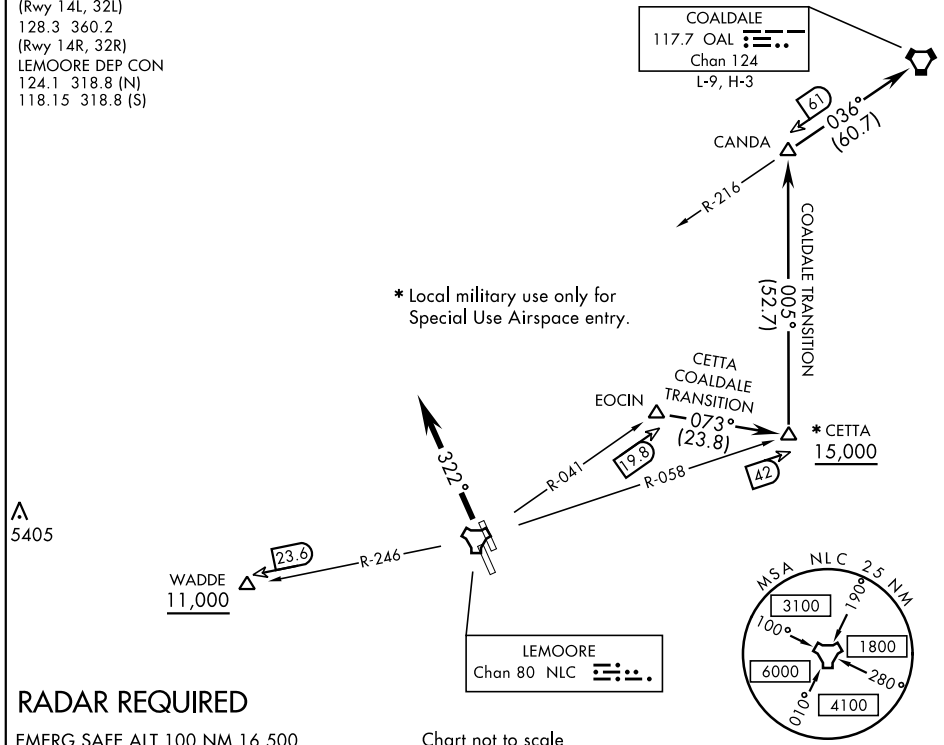 (Rwy 14L, 32L)
128.3 360.2
(Rwy 14R, 32R)
LEMOORE DEP CON
124.1 318.8 (N)
118.15 318.8 (S)
COALDALE
117.7 OAL
Chan 124
L-9, H-3
61
036°
(60.7)
CANDA
R-216
COALDALE TRANSITION
005°
(52.7)
* Local military use only for
Special Use Airspace entry.
CETTA
COALDALE
TRANSITION
EOCIN
073°
(23.8)
* CETTA
15,000
19.8
42
R-041
R-058
322°
5405
23.6
R-246
WADDE
11,000
LEMOORE
Chan 80 NLC
MSA NLC 25 NM
3100
190°
100°
1800
6000
280°
010°
4100
RADAR REQUIRED
EMERG SAFE ALT 100 NM 16,500
Chart not to scale